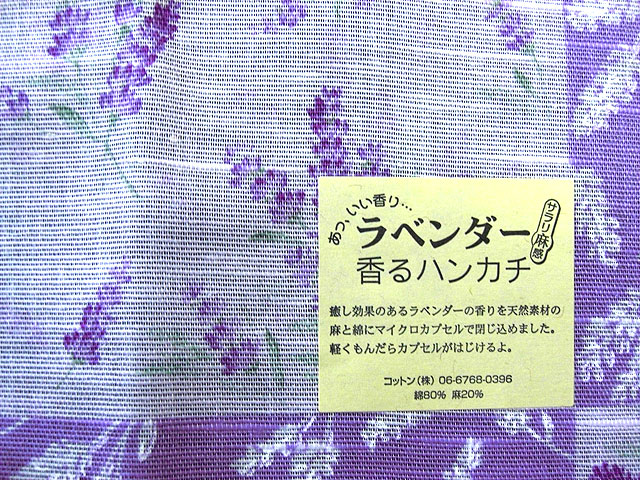 あっ、いい香り…
ラベンダー
サラリ麻感
香るハンカチ
癒し効果のあるラベンダーの香りを天然素材の
麻と綿にマイクロカプセルで閉じ込めました。
軽くもんだらカプセルがはじけるよ。
コットン（株） 06-6768-0396
綿80% 麻20%